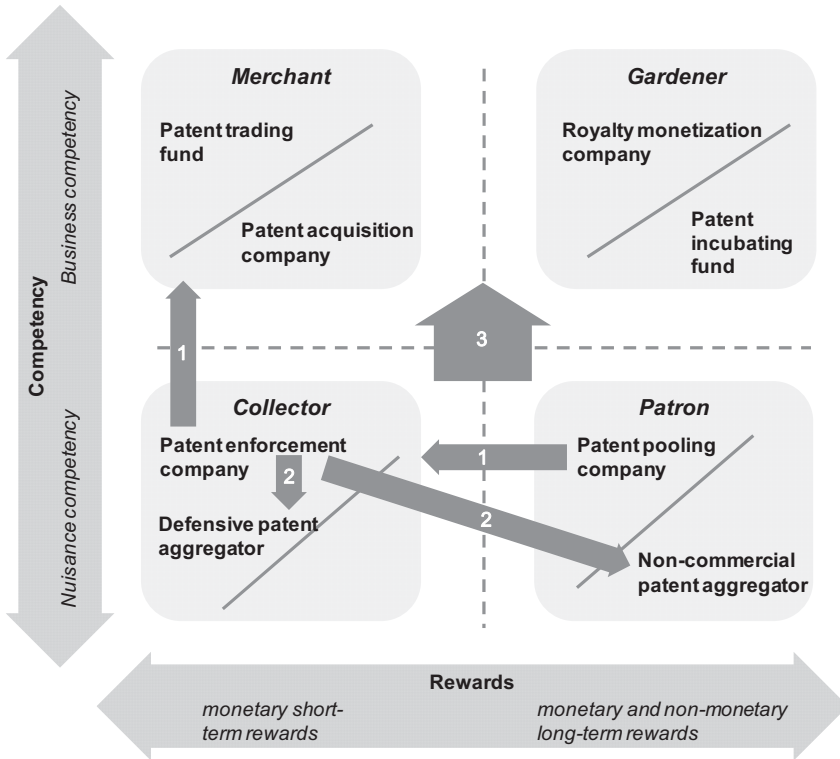 Merchant
Patent trading
fund
Patent acquisition
company
Gardener
Royalty monetization
company
Patent
incubating
fund
Competency
Business competency
Nuisance competency
1
3
Collector
Patent enforcement
company
2
Defensive patent
aggregator
1
2
Patron
Patent pooling
company
Non-commercial
patent aggregator
Rewards
monetary short-
term rewards
monetary and non-monetary
long-term rewards